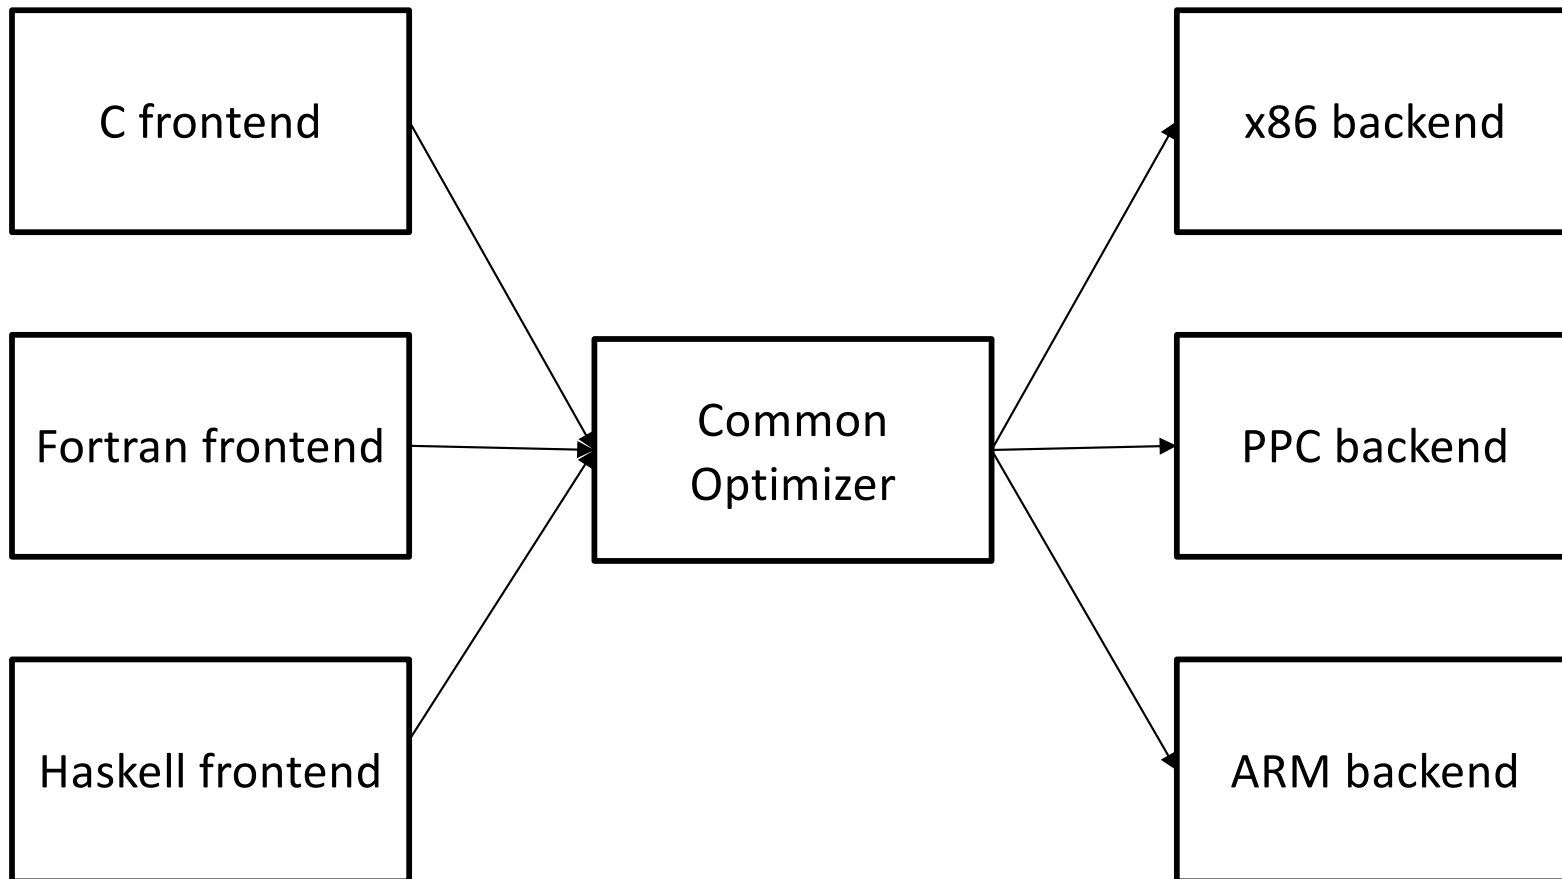 C frontend
x86 backend
Fortran frontend
Common
Optimizer
PPC backend
Haskell frontend
ARM backend